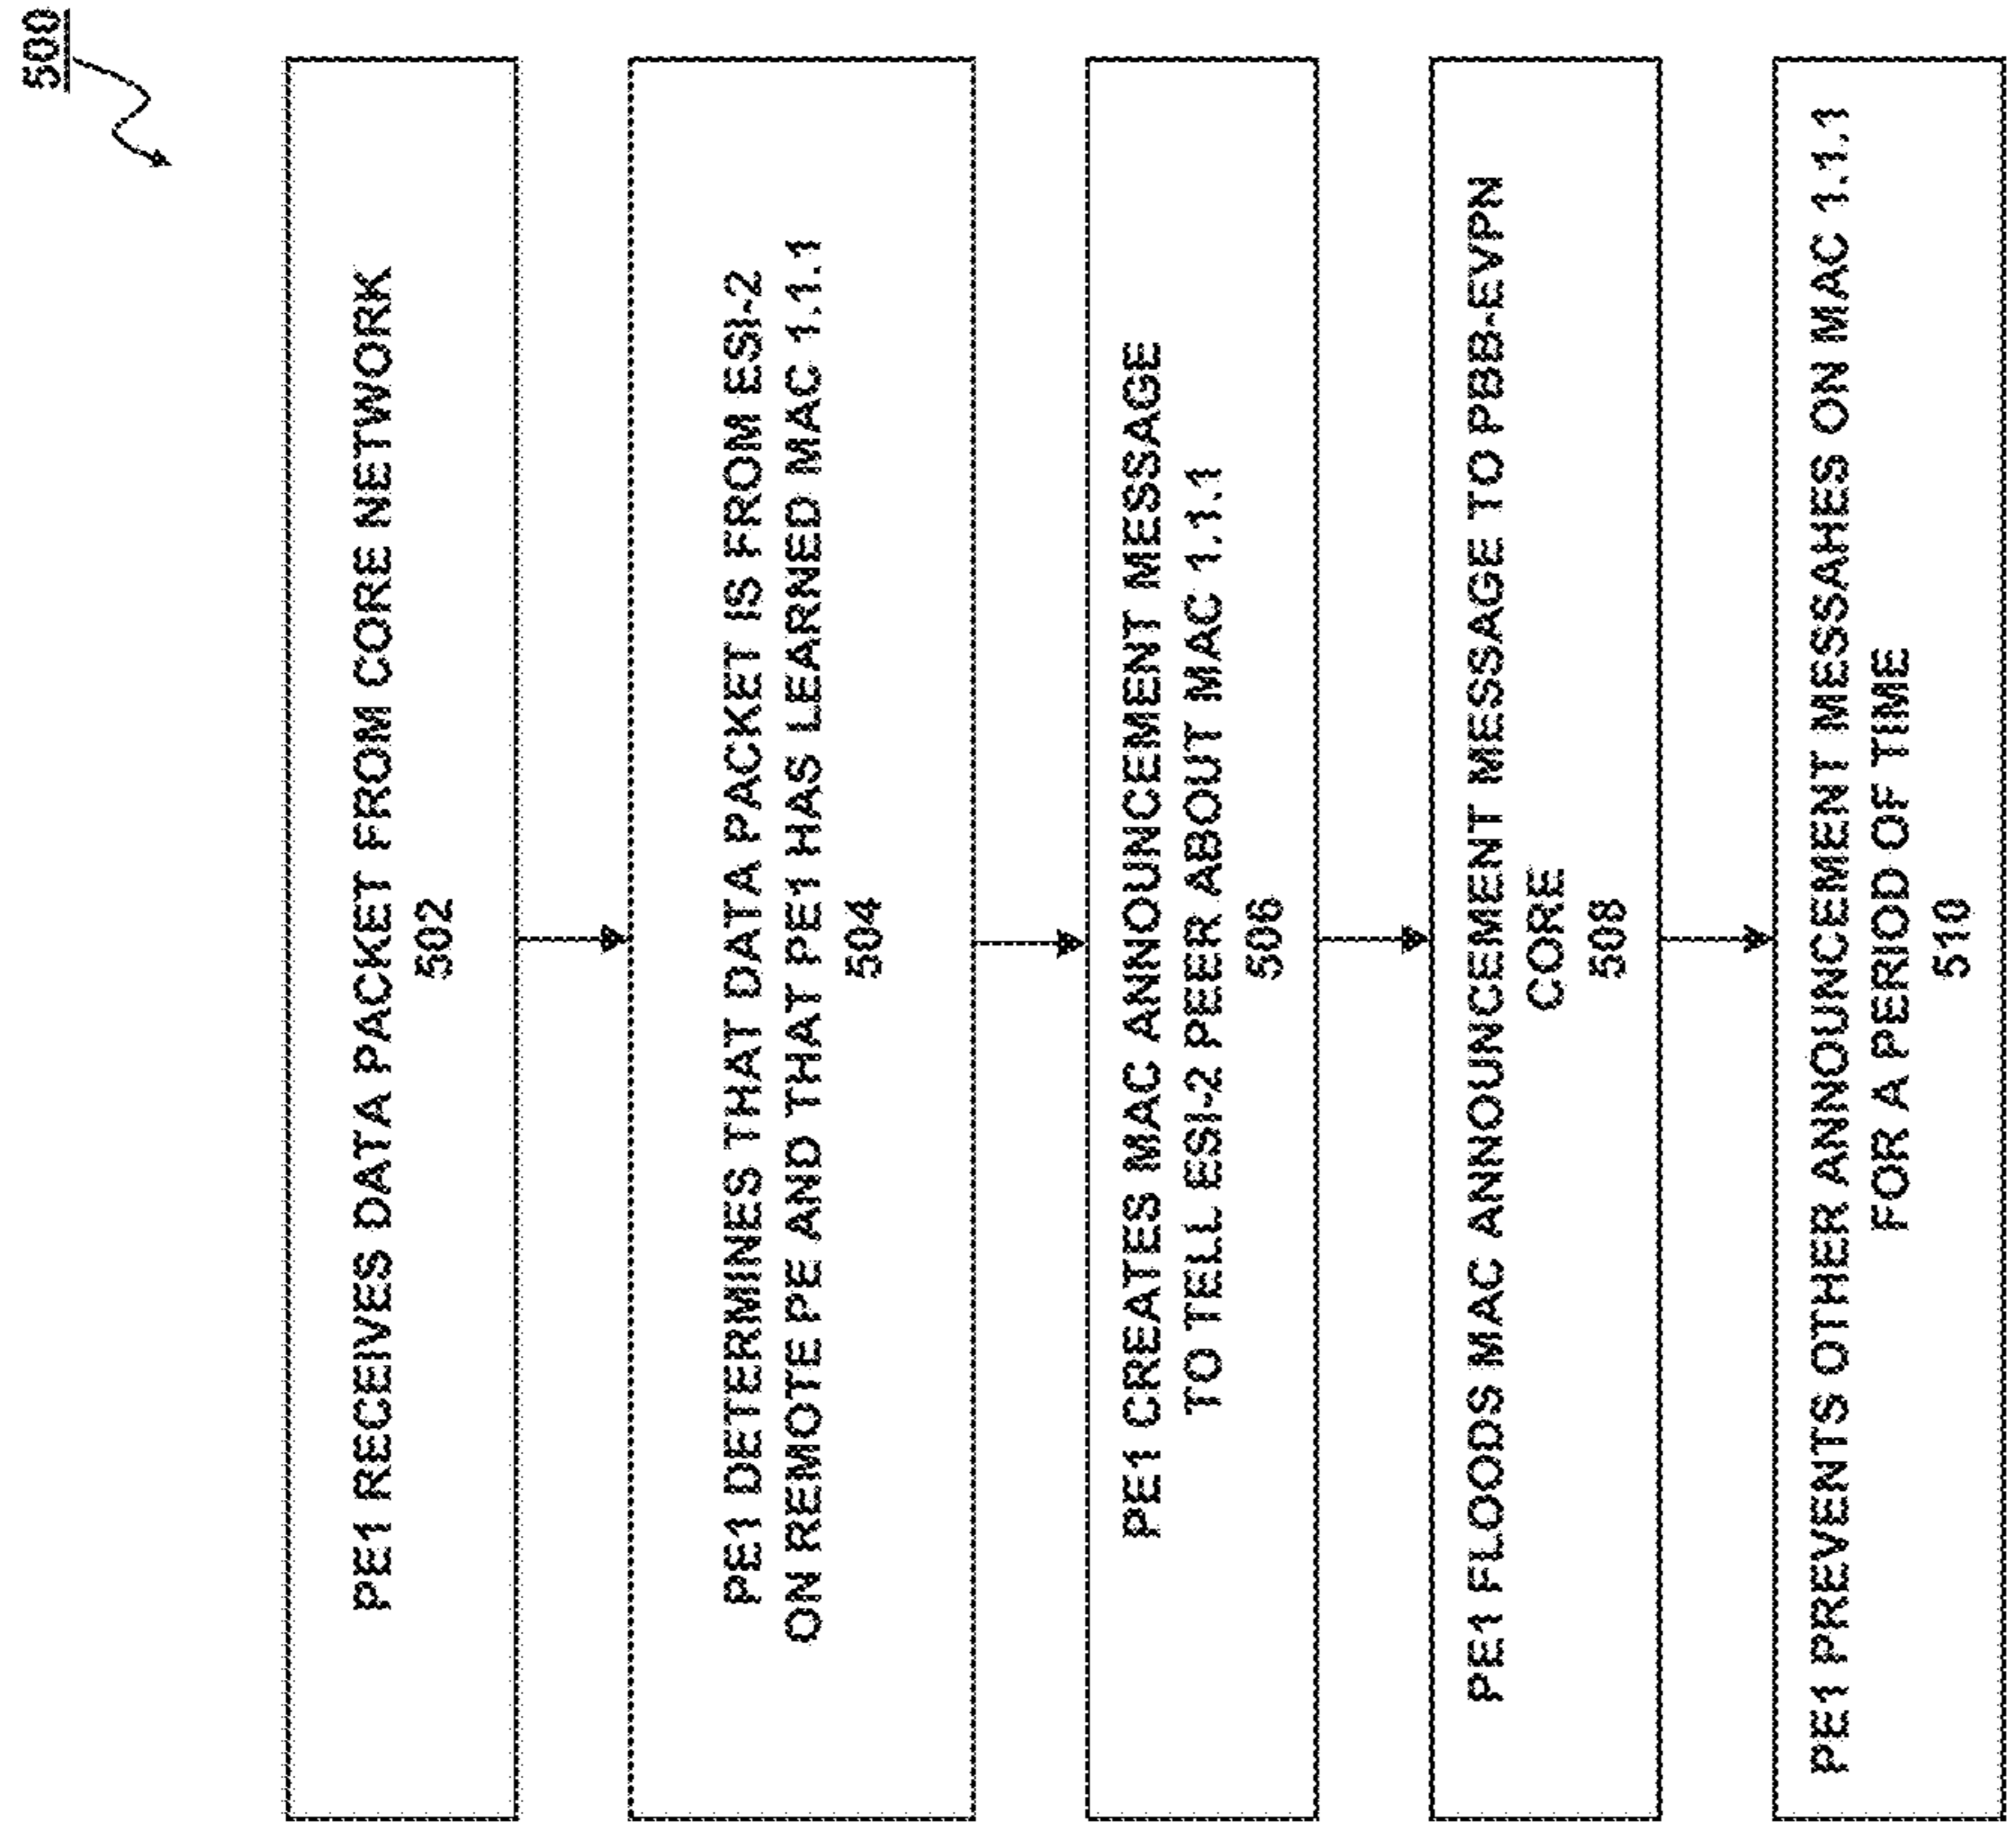 500
PE1 RECEIVES DATA PACKET FROM CORE NETWORK
502
PE1 DETERMINES THAT DATA PACKET IS FROM ESI-2
ON REMOTE PE AND THAT PE1 HAS LEARNED MAC 1.1.1
504
PE1 CREATES MAC ANNOUNCEMENT MESSAGE
TO TELL ESI-2 PEER ABOUT MAC 1.1.1
506
PE1 FLOODS MAC ANNOUNCEMENT MESSAGE TO PBB-EVPN
CORE
508
PE1 PREVENTS OTHER ANNOUNCEMENT MESSAHES ON MAC 1.1.1
FOR A PERIOD OF TIME
510